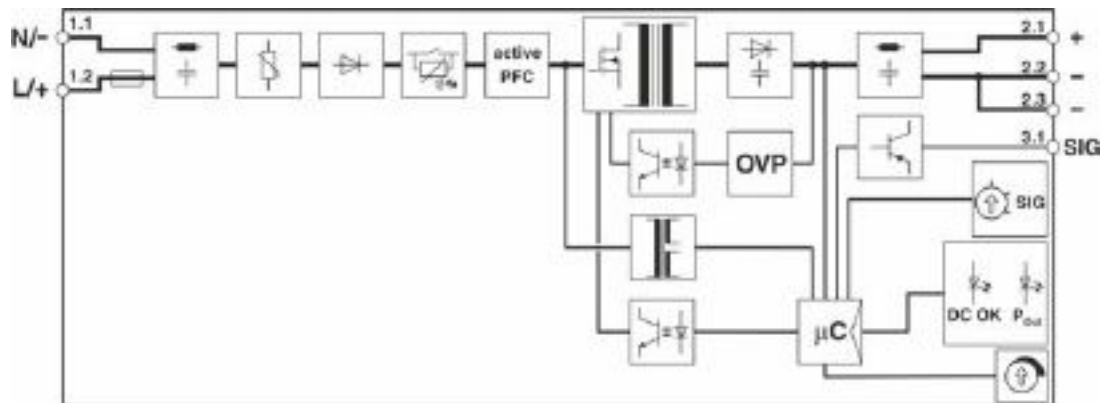 1.1
N/-
1.2
L/+
active
PFC
2.1
+
2.2
-
2.3
-
3.1
SIG
OVP
SIG
µC
DC OK POut